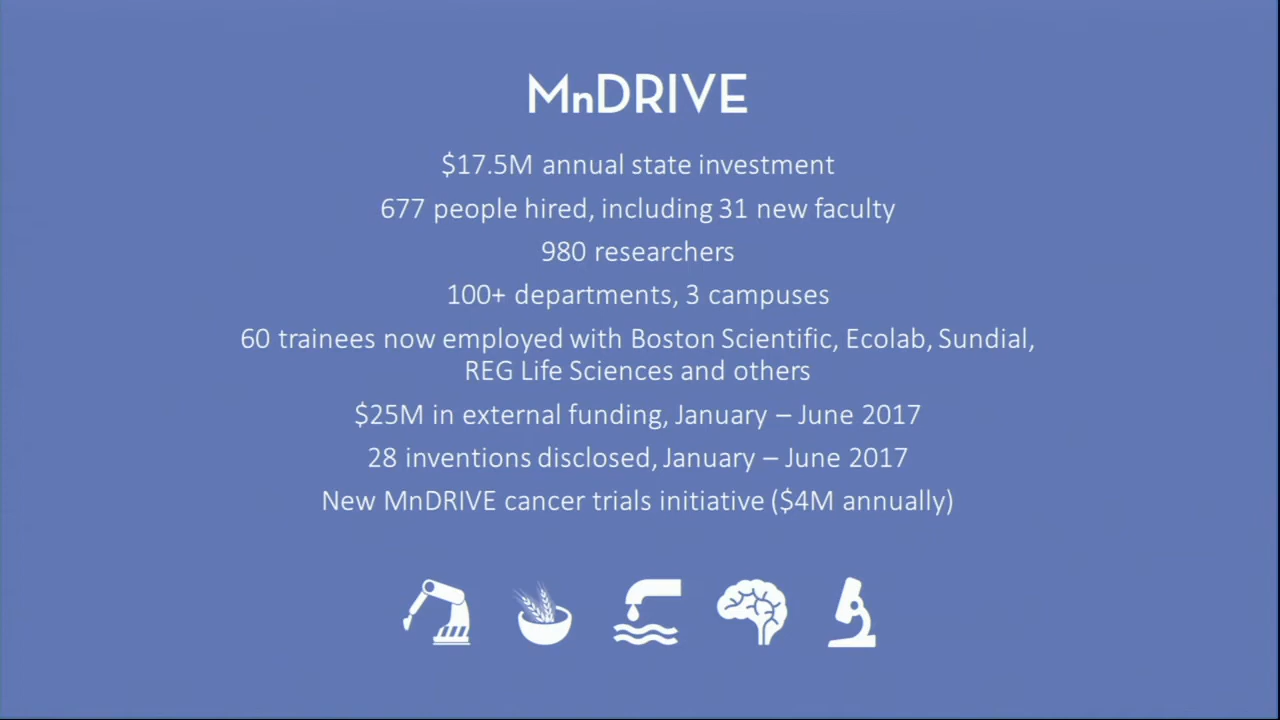 MnDRIVE
$17.5M annual state investment
677 people hired, including 31 new faculty
980 researchers
100+ departments, 3 campuses
60 trainees now employed with Boston Scientific, Ecolab, Sundial,
REG Life Sciences and others
$25M in external funding, January – June 2017
28 inventions disclosed, January – June 2017
New MnDRIVE cancer trials initiative ($4M annually)